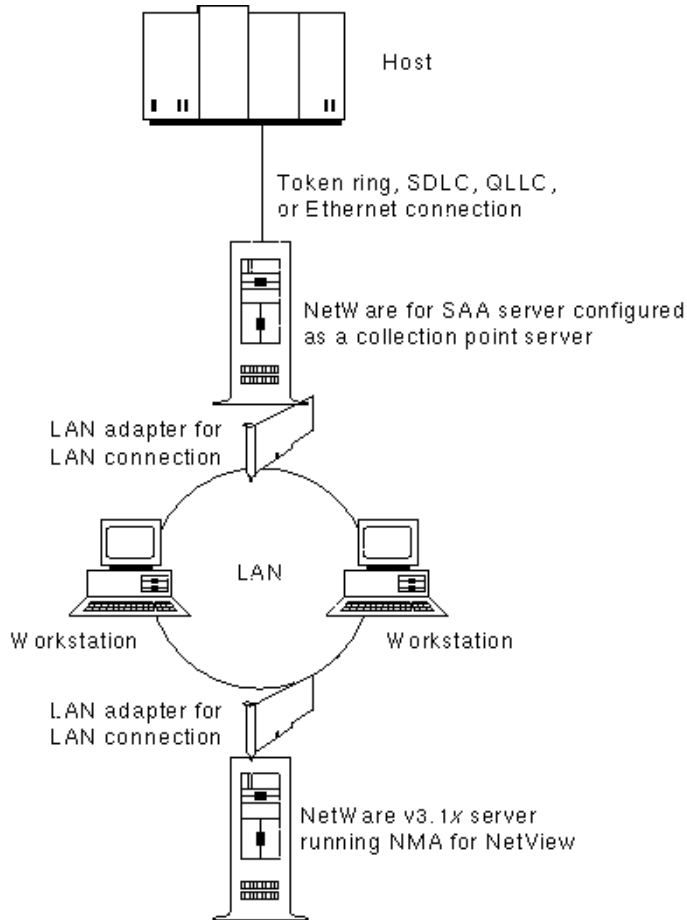 Host
Token ring, SDLC, QLLC,
or Ethernet connection
NetWare for SAA server configured
as a collection point server
LAN adapter for
LAN connection
LAN
Workstation
Workstation
LAN adapter for
LAN connection
NetWare v3.1x server
running NMA for NetView